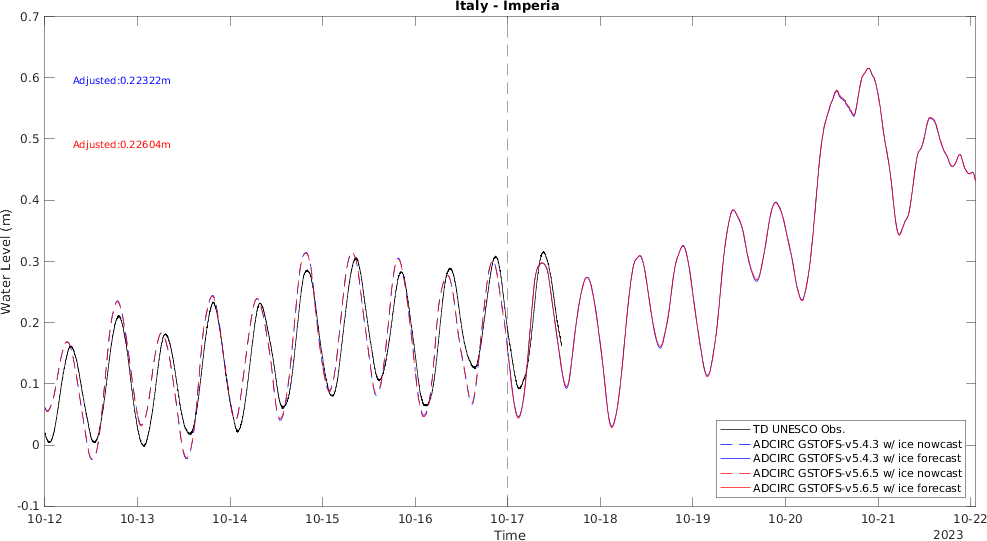 Italy - Imperia
0.7
0.6
0.5
0.4
0.3
0.2
0.1
0
-0.1
Water Level (m)
Adjusted:0.22322m
Adjusted:0.22604m
TD UNESCO Obs.
ADCIRC GSTOFS-v5.4.3 w/ ice nowcast
ADCIRC GSTOFS-v5.4.3 w/ ice forecast
ADCIRC GSTOFS-v5.6.5 w/ ice nowcast
ADCIRC GSTOFS-v5.6.5 w/ ice forecast
10-12 10-13 10-14 10-15 10-16 10-17 10-18 10-19 10-20 10-21 10-22
Time
2023